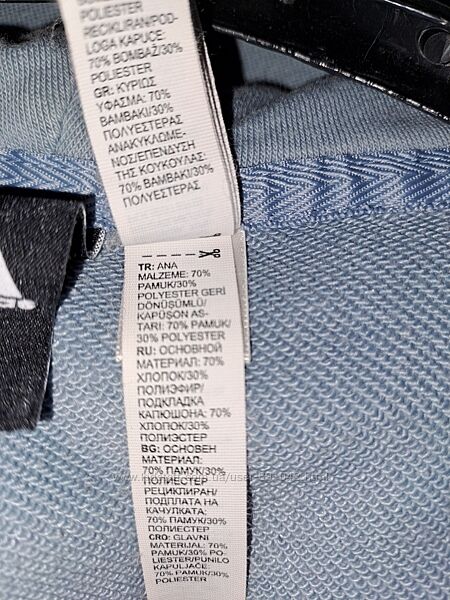 POLIESTER
RECKLIRAN/POD-
LOGA KAPUCE:
70% BOMBAŽ/30%
POLIESTER
GR: ΚΥΡΙΩΣ
ΥΦΑΣΜΑ: 70%
ΒΑΜΒΑΚΙ/30%
ΠΟΛΥΕΣΤΕΡΑΣ
ΑΝΑΚΥΚΛΩΜΕ-
ΝΟΣ/ΕΠΕΝΔΥΣΗ
ΤΗΣ ΚΟΥΚΟΥΛΑΣ:
70% ΒΑΜΒΑΚΙ/30%
ΠΟΛΥΕΣΤΕΡΑΣ
TR: ANA
MALZEME: 70%
PAMUK/30%
POLYESTER GERİ
DÖNÜŞÜMLÜ/
KAPÜŞON AS-
TARI: 70% PAMUK/
30% POLYESTER
RU: ОСНОВНОЙ
МАТЕРИАЛ: 70%
ХЛОПОК/30%
ПОЛИЭФИР/
ПОДКЛАДКА
КАПЮШОНА: 70%
ХЛОПОК/30%
ПОЛИЭСТЕР
BG: ОСНОВЕН
МАТЕРИАЛ:
70% ПАМУК/30%
ПОЛИЕСТЕР
РЕЦИКЛИРАН/
ПОДПЛАТА НА
КАЧУЛКАТА:
70% ПАМУК/30%
ПОЛИЕСТЕР
CRO: GLAVNI
MATERIJAL: 70%
PAMUK/30% PO-
LIESTER/PUNILO
KAPULJAČE:
70% PAMUK/30%
POLIESTER